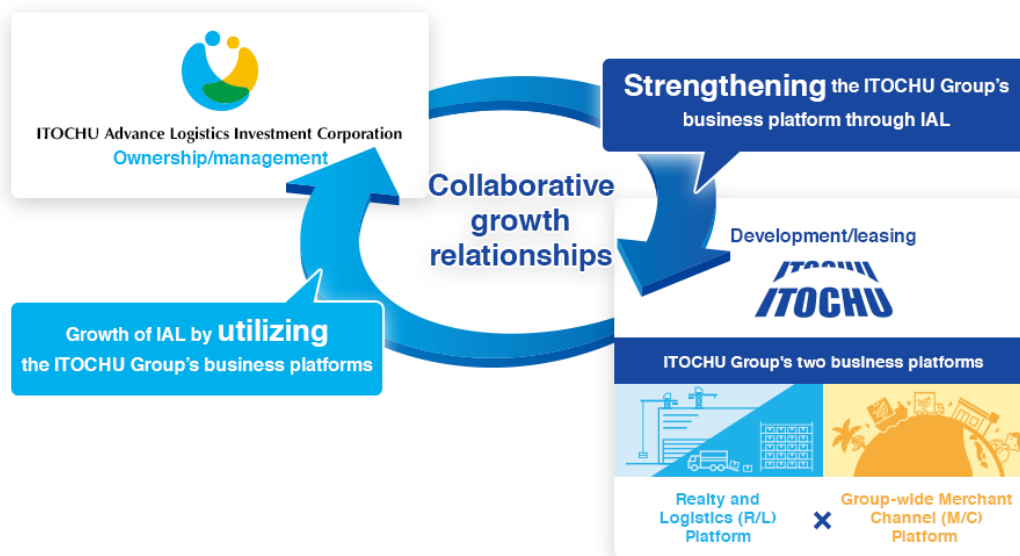 ITOCHU Advance Logistics Investment Corporation
Ownership/management
Strengthening the ITOCHU Group's
business platform through IAL
Collaborative
growth
relationships
Development/leasing
ITOCHU
Growth of IAL by utilizing
the ITOCHU Group's business platforms
ITOCHU Group's two business platforms
Realty and
Logistics (R/L)
Platform
×
Group-wide Merchant
Channel (M/C)
Platform